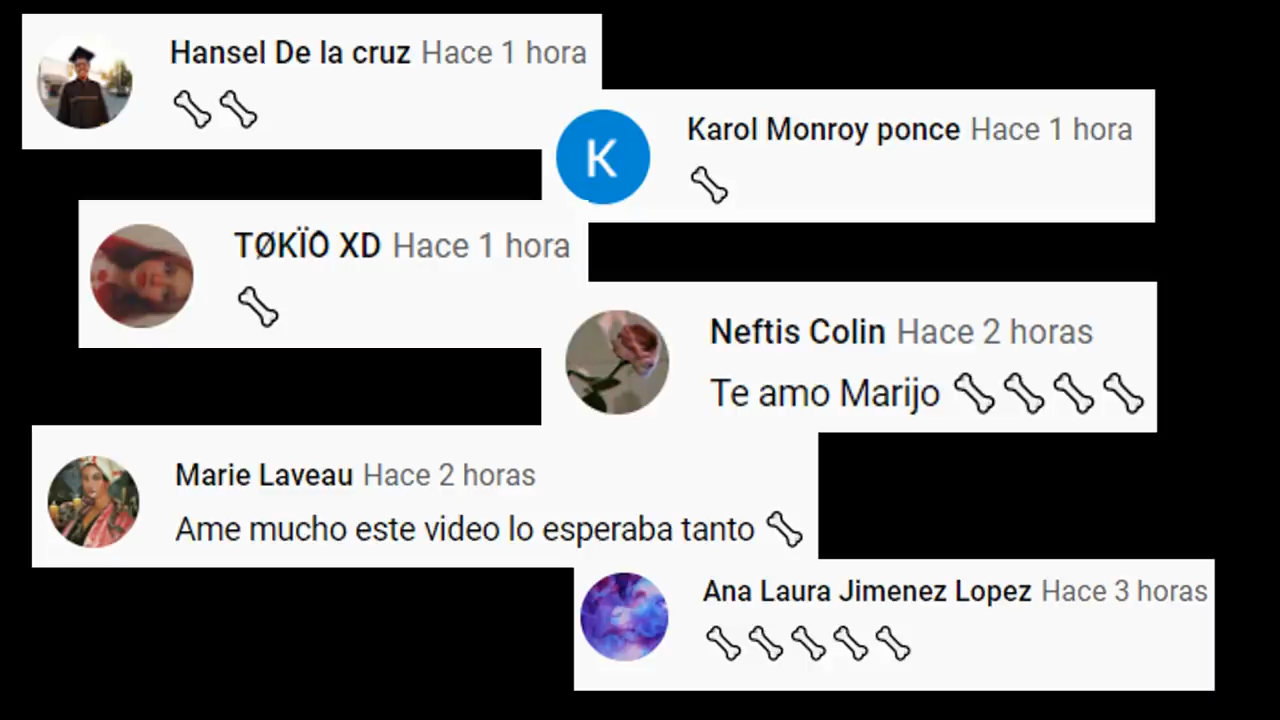 Hansel De la cruz Hace 1 hora
🦴🦴
K
Karol Monroy ponce Hace 1 hora
🦴
TØKÏÔ XD Hace 1 hora
🦴
Neftis Colin Hace 2 horas
Te amo Marijo 🦴🦴🦴🦴
Marie Laveau Hace 2 horas
Ame mucho este video lo esperaba tanto 🦴
Ana Laura Jimenez Lopez Hace 3 horas
🦴🦴🦴🦴🦴